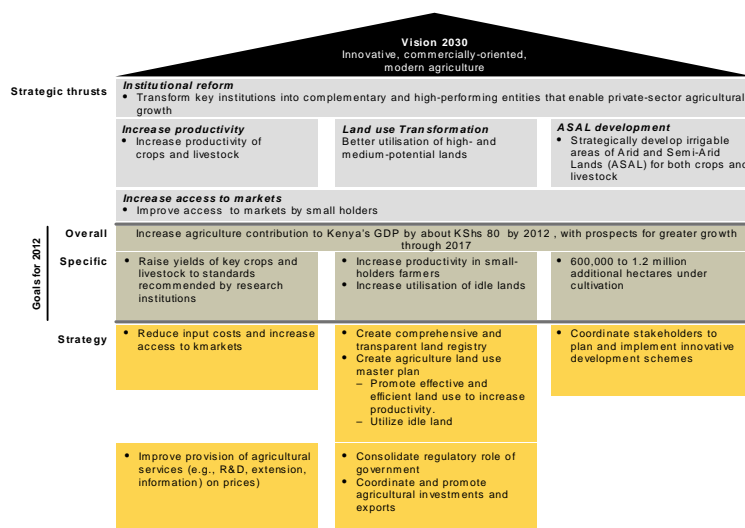 Vision 2030
Innovative, commercially-oriented,
modern agriculture
Strategic thrusts
Institutional reform
• Transform key institutions into complementary and high-performing entities that enable private-sector agricultural
growth
Increase productivity
• Increase productivity of
crops and livestock
Land use Transformation
Better utilisation of high- and
medium-potential lands
ASAL development
• Strategically develop irrigable
areas of Arid and Semi-Arid
Lands (ASAL) for both crops and
livestock
Increase access to markets
• Improve access to markets by small holders
Goals for 2012
Overall
Increase agriculture contribution to Kenya's GDP by about KShs 80 by 2012 , with prospects for greater growth
through 2017
Specific
• Raise yields of key crops and
livestock to standards
recommended by research
institutions
• Increase productivity in small-
holders farmers
• Increase utilisation of idle lands
• 600,000 to 1.2 million
additional hectares under
cultivation
Strategy
• Reduce input costs and increase
access to kmarkets
• Create comprehensive and
transparent land registry
• Create agriculture land use
master plan
– Promote effective and
efficient land use to increase
productivity.
– Utilize idle land
• Coordinate stakeholders to
plan and implement innovative
development schemes
• Improve provision of agricultural
services (e.g., R&D, extension,
information) on prices)
• Consolidate regulatory role of
government
• Coordinate and promote
agricultural investments and
exports